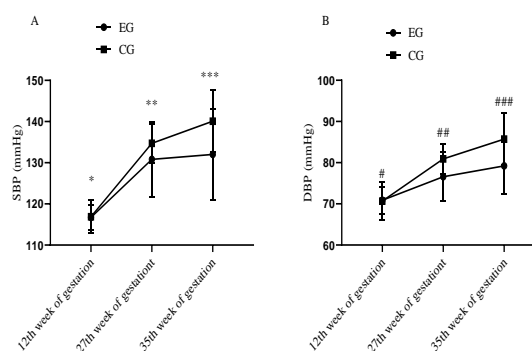 A
EG
CG
SBP (mmHg)
150
140
130
120
110
*
**
***
12th week of gestation
27th week of gestationt
35th week of gestation
B
EG
CG
DBP (mmHg)
100
90
80
70
60
#
##
###
12th week of gestation
27th week of gestation
35th week of gestation